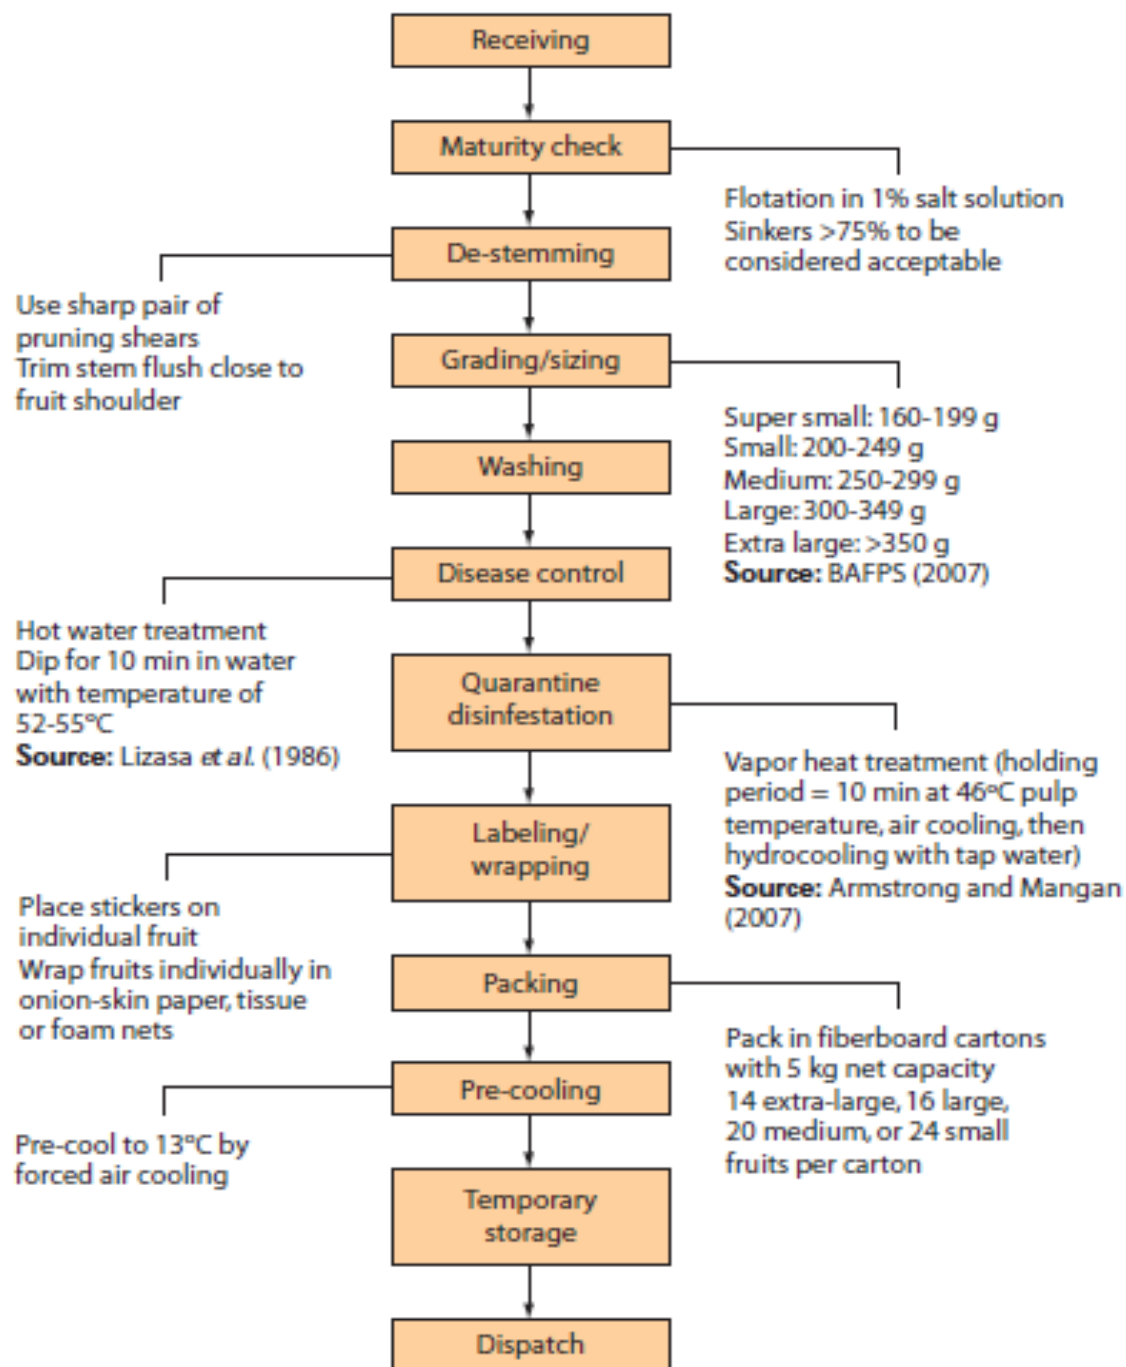 Receiving
Maturity check
Flotation in 1% salt solution
Sinkers >75% to be
considered acceptable
De-stemming
Use sharp pair of
pruning shears
Trim stem flush close to
fruit shoulder
Grading/sizing
Super small: 160-199 g
Small: 200-249 g
Medium: 250-299 g
Large: 300-349 g
Extra large: >350 g
Source: BAFPS (2007)
Washing
Disease control
Hot water treatment
Dip for 10 min in water
with temperature of
52-55ºC
Source: Lizasa et al. (1986)
Quarantine
disinfestation
Vapor heat treatment (holding
period = 10 min at 46ºC pulp
temperature, air cooling, then
hydrocooling with tap water)
Source: Armstrong and Mangan
(2007)
Labeling/
wrapping
Place stickers on
individual fruit
Wrap fruits individually in
onion-skin paper, tissue
or foam nets
Packing
Pack in fiberboard cartons
with 5 kg net capacity
14 extra-large, 16 large,
20 medium, or 24 small
fruits per carton
Pre-cooling
Pre-cool to 13ºC by
forced air cooling
Temporary
storage
Dispatch